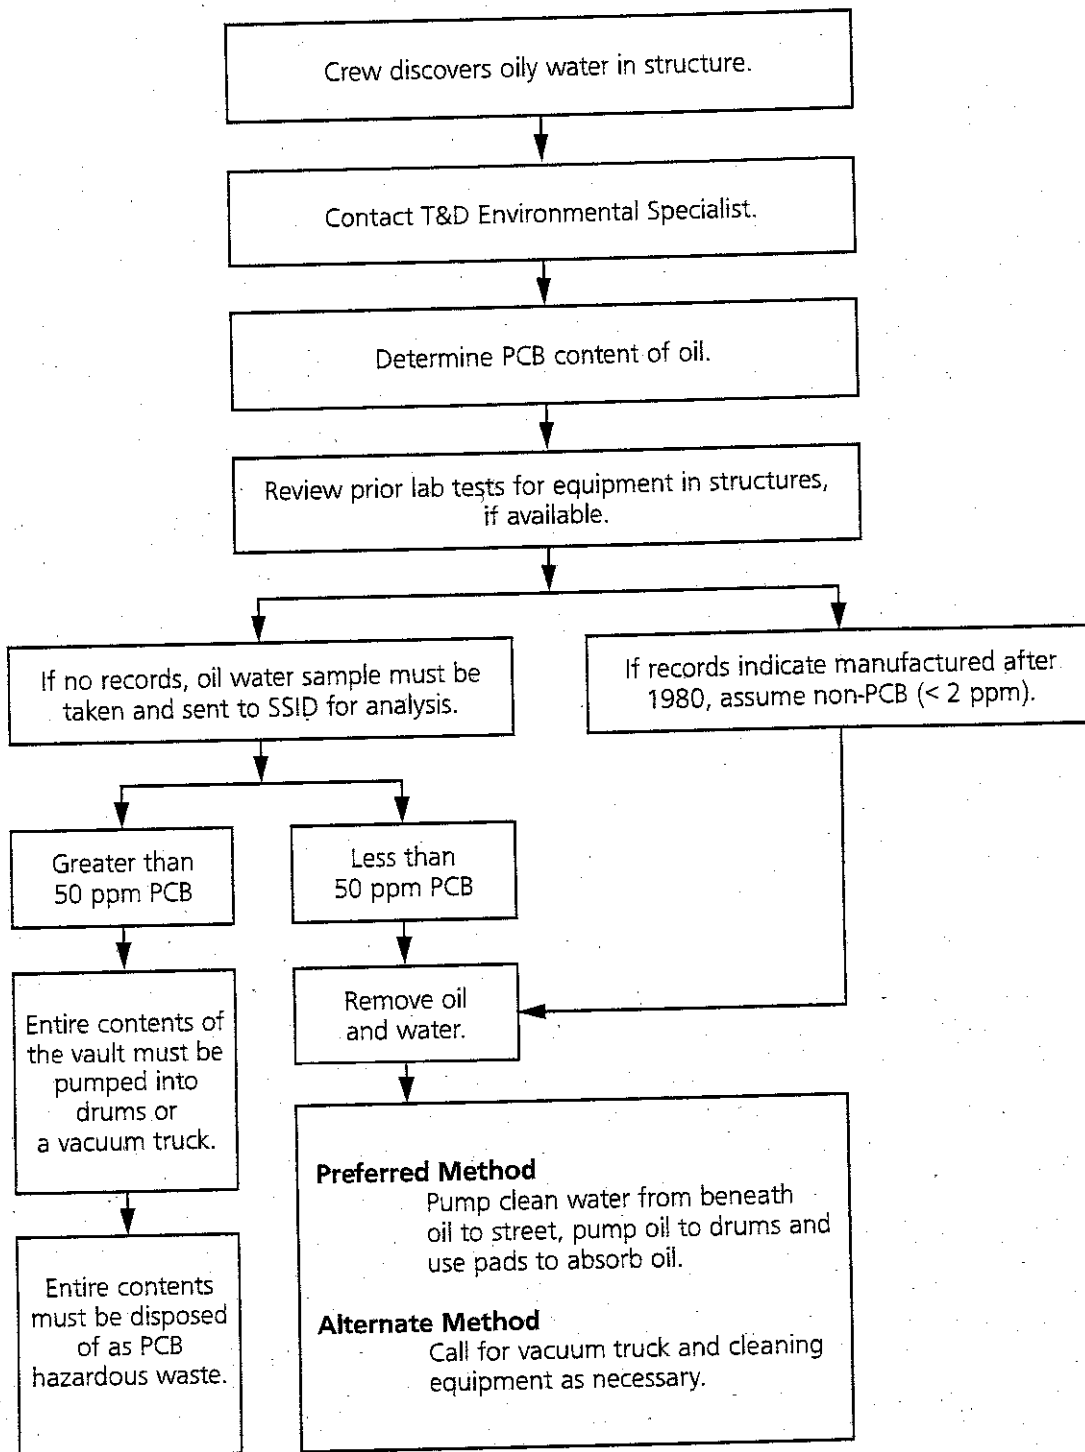 Crew discovers oily water in structure.
Contact T&D Environmental Specialist.
Determine PCB content of oil.
Review prior lab tests for equipment in structures,
if available.
If no records, oil water sample must be
taken and sent to SSID for analysis.
If records indicate manufactured after
1980, assume non-PCB (< 2 ppm).
Greater than
50 ppm PCB
Less than
50 ppm PCB
Entire contents of
the vault must be
pumped into
drums or
a vacuum truck.
Remove oil
and water.
Entire contents
must be disposed
of as PCB
hazardous waste.
Preferred Method
Pump clean water from beneath
oil to street, pump oil to drums and
use pads to absorb oil.
Alternate Method
Call for vacuum truck and cleaning
equipment as necessary.